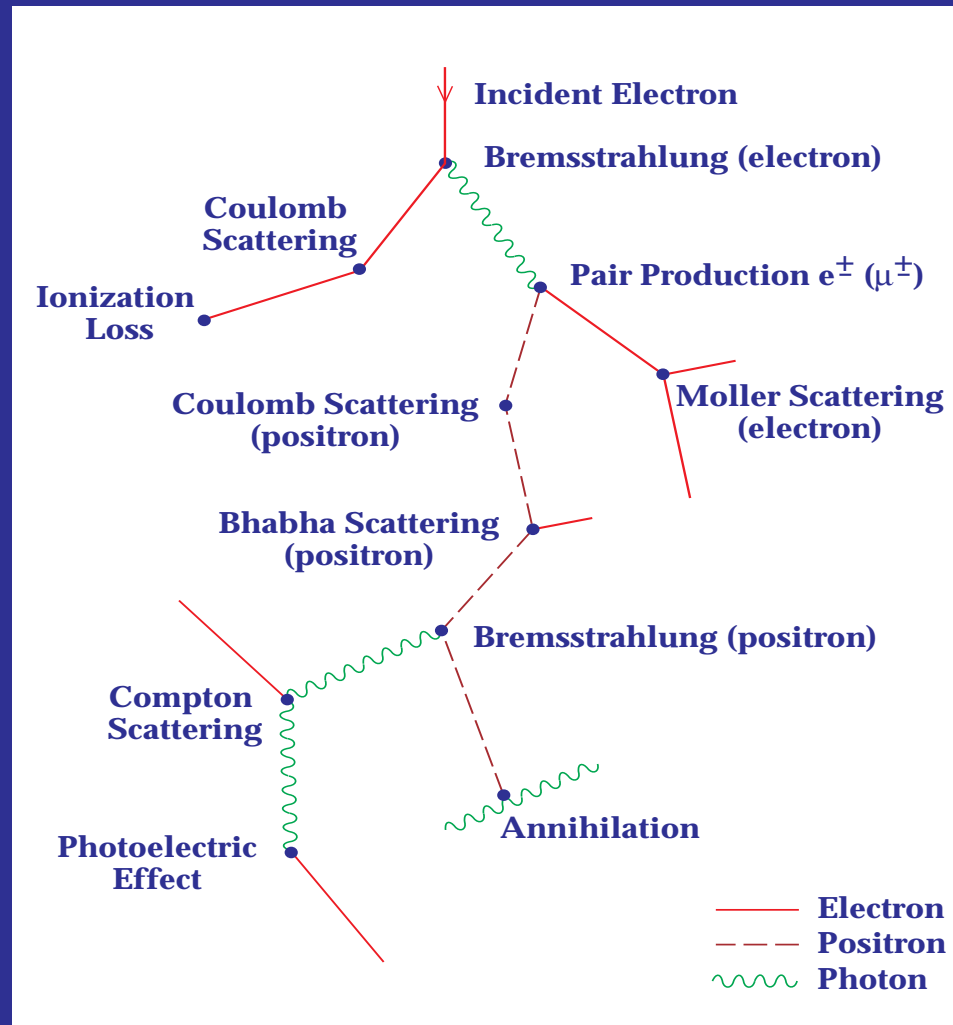 Incident Electron
Bremsstrahlung (electron)
Coulomb
Scattering
Pair Production e± (μ±)
Ionization
Loss
Coulomb Scattering
(positron)
Moller Scattering
(electron)
Bhabha Scattering
(positron)
Bremsstrahlung (positron)
Compton
Scattering
Annihilation
Photoelectric
Effect
Electron
Positron
Photon